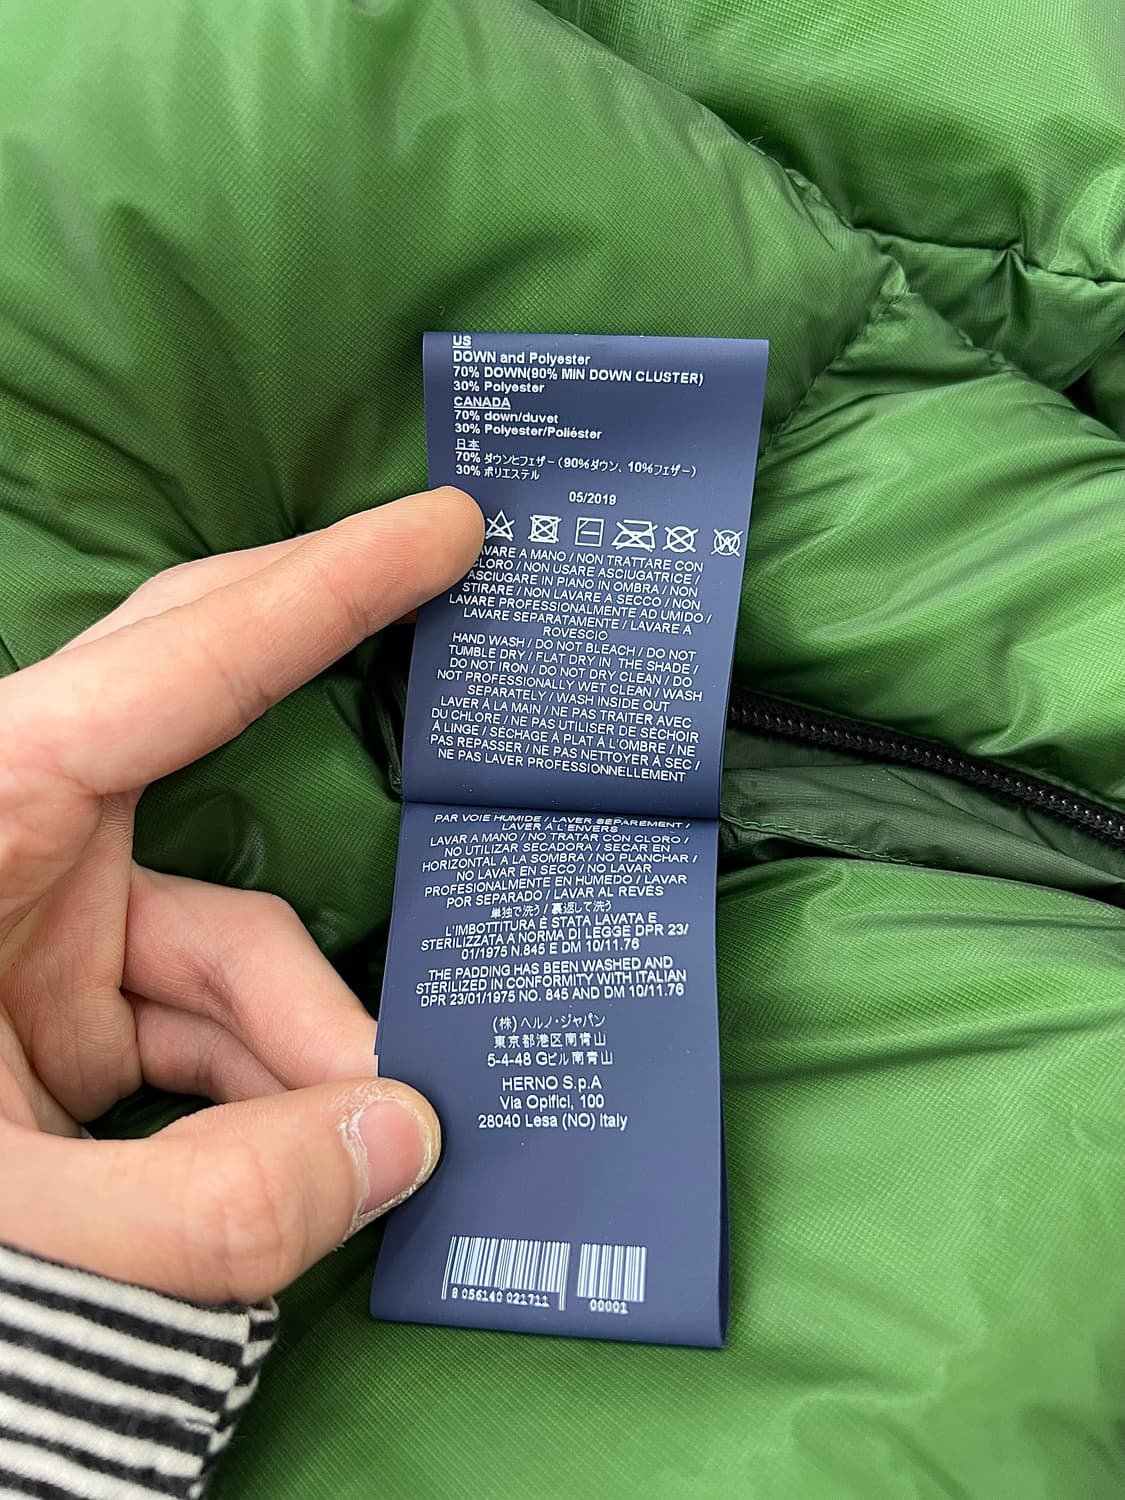 US
DOWN and Polyester
70% DOWN(90% MIN DOWN CLUSTER)
30% Polyester
CANADA
70% down/duvet
30% Polyester/Poliéster
日本
70% ダウンとフェザー(90%ダウン、10%フェザー)
30% ポリエステル
05/2019
LAVARE A MANO / NON TRATTARE CON
CLORO / NON USARE ASCIUGATRICE /
ASCIUGARE IN PIANO IN OMBRA / NON
STIRARE / NON LAVARE A SECCO / NON
LAVARE PROFESSIONALMENTE AD UMIDO /
LAVARE SEPARATAMENTE / LAVARE A
ROVESCIO
HAND WASH / DO NOT BLEACH / DO NOT
TUMBLE DRY / FLAT DRY IN THE SHADE /
DO NOT IRON / DO NOT DRY CLEAN / DO
NOT PROFESSIONALLY WET CLEAN / WASH
SEPARATELY / WASH INSIDE OUT
LAVER À LA MAIN / NE PAS TRAITER AVEC
DU CHLORE / NE PAS UTILISER DE SÉCHOIR
À LINGE / SÉCHAGE À PLAT À L'OMBRE / NE
PAS REPASSER / NE PAS NETTOYER À SEC /
NE PAS LAVER PROFESSIONNELLEMENT
PAR VOIE HUMIDE / LAVER SÉPARÉMENT /
LAVER À L'ENVERS
LAVAR A MANO / NO TRATAR CON CLORO /
NO UTILIZAR SECADORA / SECAR EN
HORIZONTAL A LA SOMBRA / NO PLANCHAR /
NO LAVAR EN SECO / NO LAVAR
PROFESIONALMENTE EN HÚMEDO / LAVAR
POR SEPARADO / LAVAR AL REVÉS
単独で洗う / 裏返して洗う
L'IMBOTTITURA È STATA LAVATA E
STERILIZZATA A NORMA DI LEGGE DPR 23/
01/1975 N.845 E DM 10/11.76
THE PADDING HAS BEEN WASHED AND
STERILIZED IN CONFORMITY WITH ITALIAN
DPR 23/01/1975 NO. 845 AND DM 10/11.76
(株)ヘルノ・ジャパン
東京都港区南青山
5-4-48 Gビル南青山
HERNO S.p.A
Via Opifici, 100
28040 Lesa (NO) Italy
8 056140 021711
00001